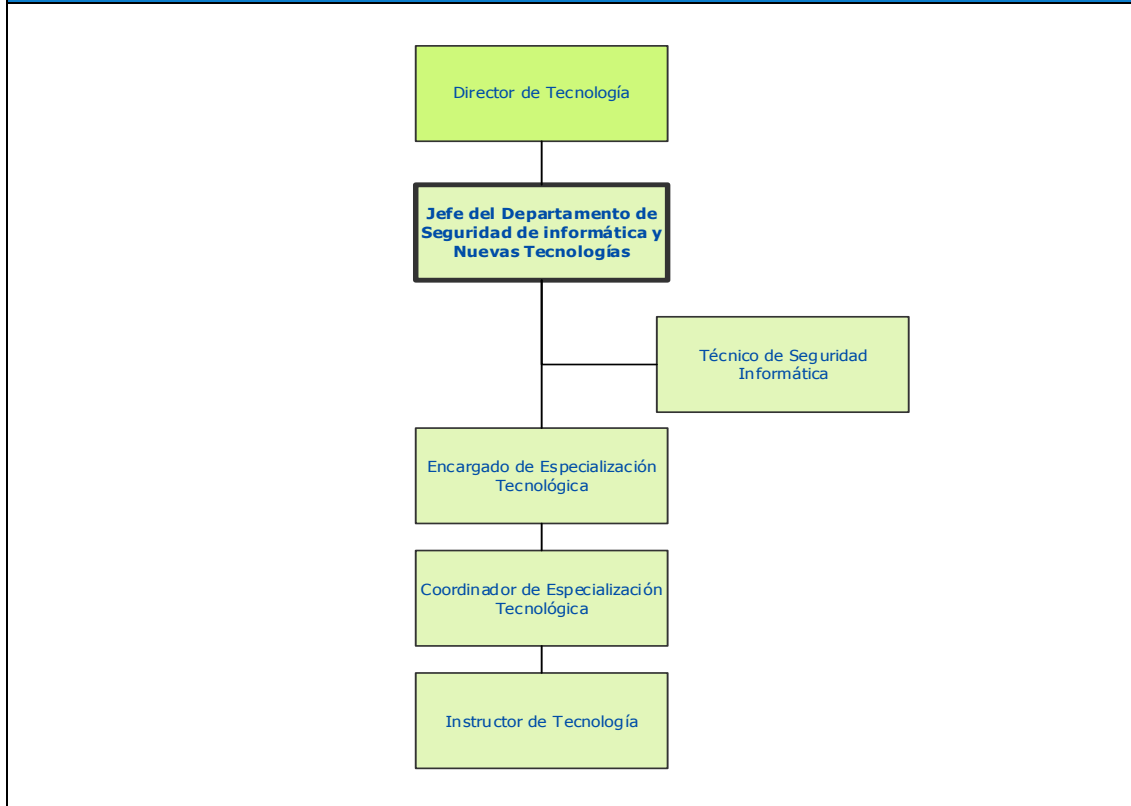 Director de Tecnología
Jefe del Departamento de
Seguridad de informática y
Nuevas Tecnologías
Técnico de Seguridad
Informática
Encargado de Especialización
Tecnológica
Coordinador de Especialización
Tecnológica
Instructor de Tecnología